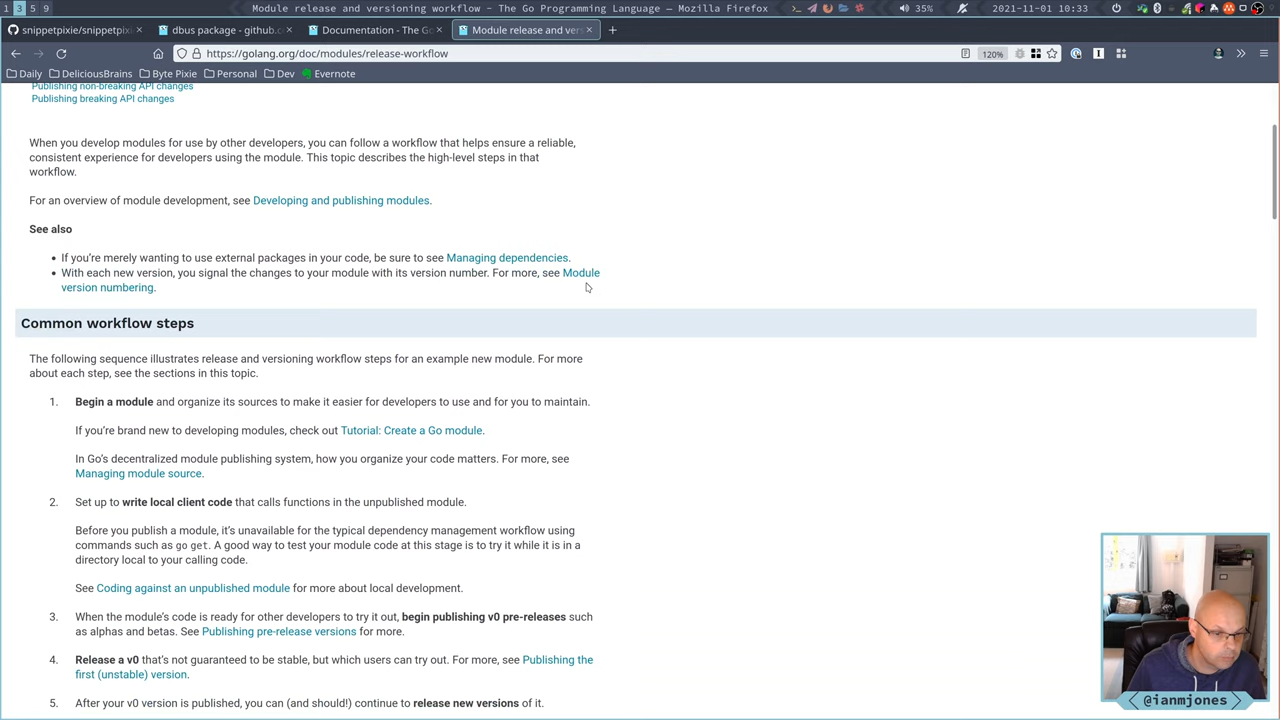 1 3 5 9
Module release and versioning workflow - The Go Programming Language — Mozilla Firefox
35%
2021-11-01 10:33
snippetpixie/snippetpix
dbus package - github.c
Documentation - The Go
Module release and vers
https://golang.org/doc/modules/release-workflow
120%
Daily
DeliciousBrains
Byte Pixie
Personal
Dev
Evernote
Publishing non-breaking API changes
Publishing breaking API changes
When you develop modules for use by other developers, you can follow a workflow that helps ensure a reliable,
consistent experience for developers using the module. This topic describes the high-level steps in that
workflow.
For an overview of module development, see Developing and publishing modules.
See also
• If you’re merely wanting to use external packages in your code, be sure to see Managing dependencies.
• With each new version, you signal the changes to your module with its version number. For more, see Module
version numbering.
Common workflow steps
The following sequence illustrates release and versioning workflow steps for an example new module. For more
about each step, see the sections in this topic.
1. Begin a module and organize its sources to make it easier for developers to use and for you to maintain.
If you’re brand new to developing modules, check out Tutorial: Create a Go module.
In Go’s decentralized module publishing system, how you organize your code matters. For more, see
Managing module source.
2. Set up to write local client code that calls functions in the unpublished module.
Before you publish a module, it’s unavailable for the typical dependency management workflow using
commands such as go get. A good way to test your module code at this stage is to try it while it is in a
directory local to your calling code.
See Coding against an unpublished module for more about local development.
3. When the module’s code is ready for other developers to try it out, begin publishing v0 pre-releases such
as alphas and betas. See Publishing pre-release versions for more.
4. Release a v0 that’s not guaranteed to be stable, but which users can try out. For more, see Publishing the
first (unstable) version.
5. After your v0 version is published, you can (and should!) continue to release new versions of it.
@ianmjones